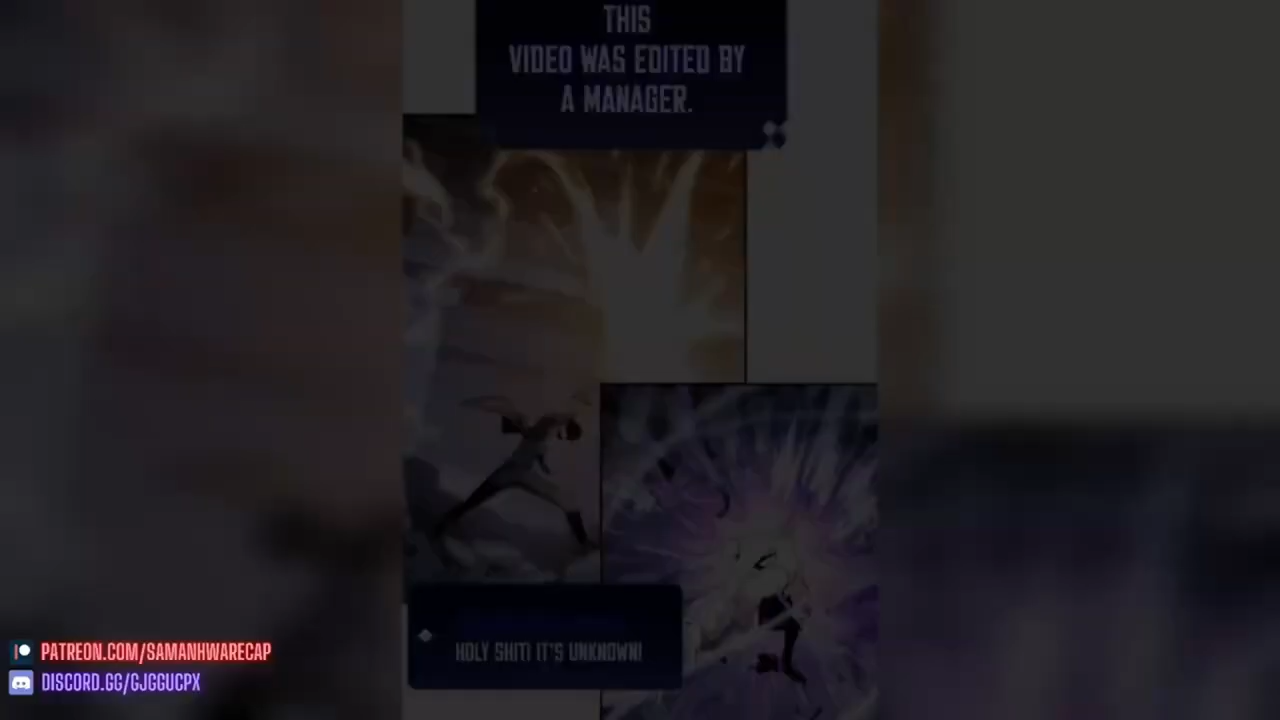 THIS
VIDEO WAS EDITED BY
A MANAGER.
HOLY SHIT! IT'S UNKNOWN!
PATREON.COM/SAMANHWARECAP
DISCORD.GG/GJGGUCPX